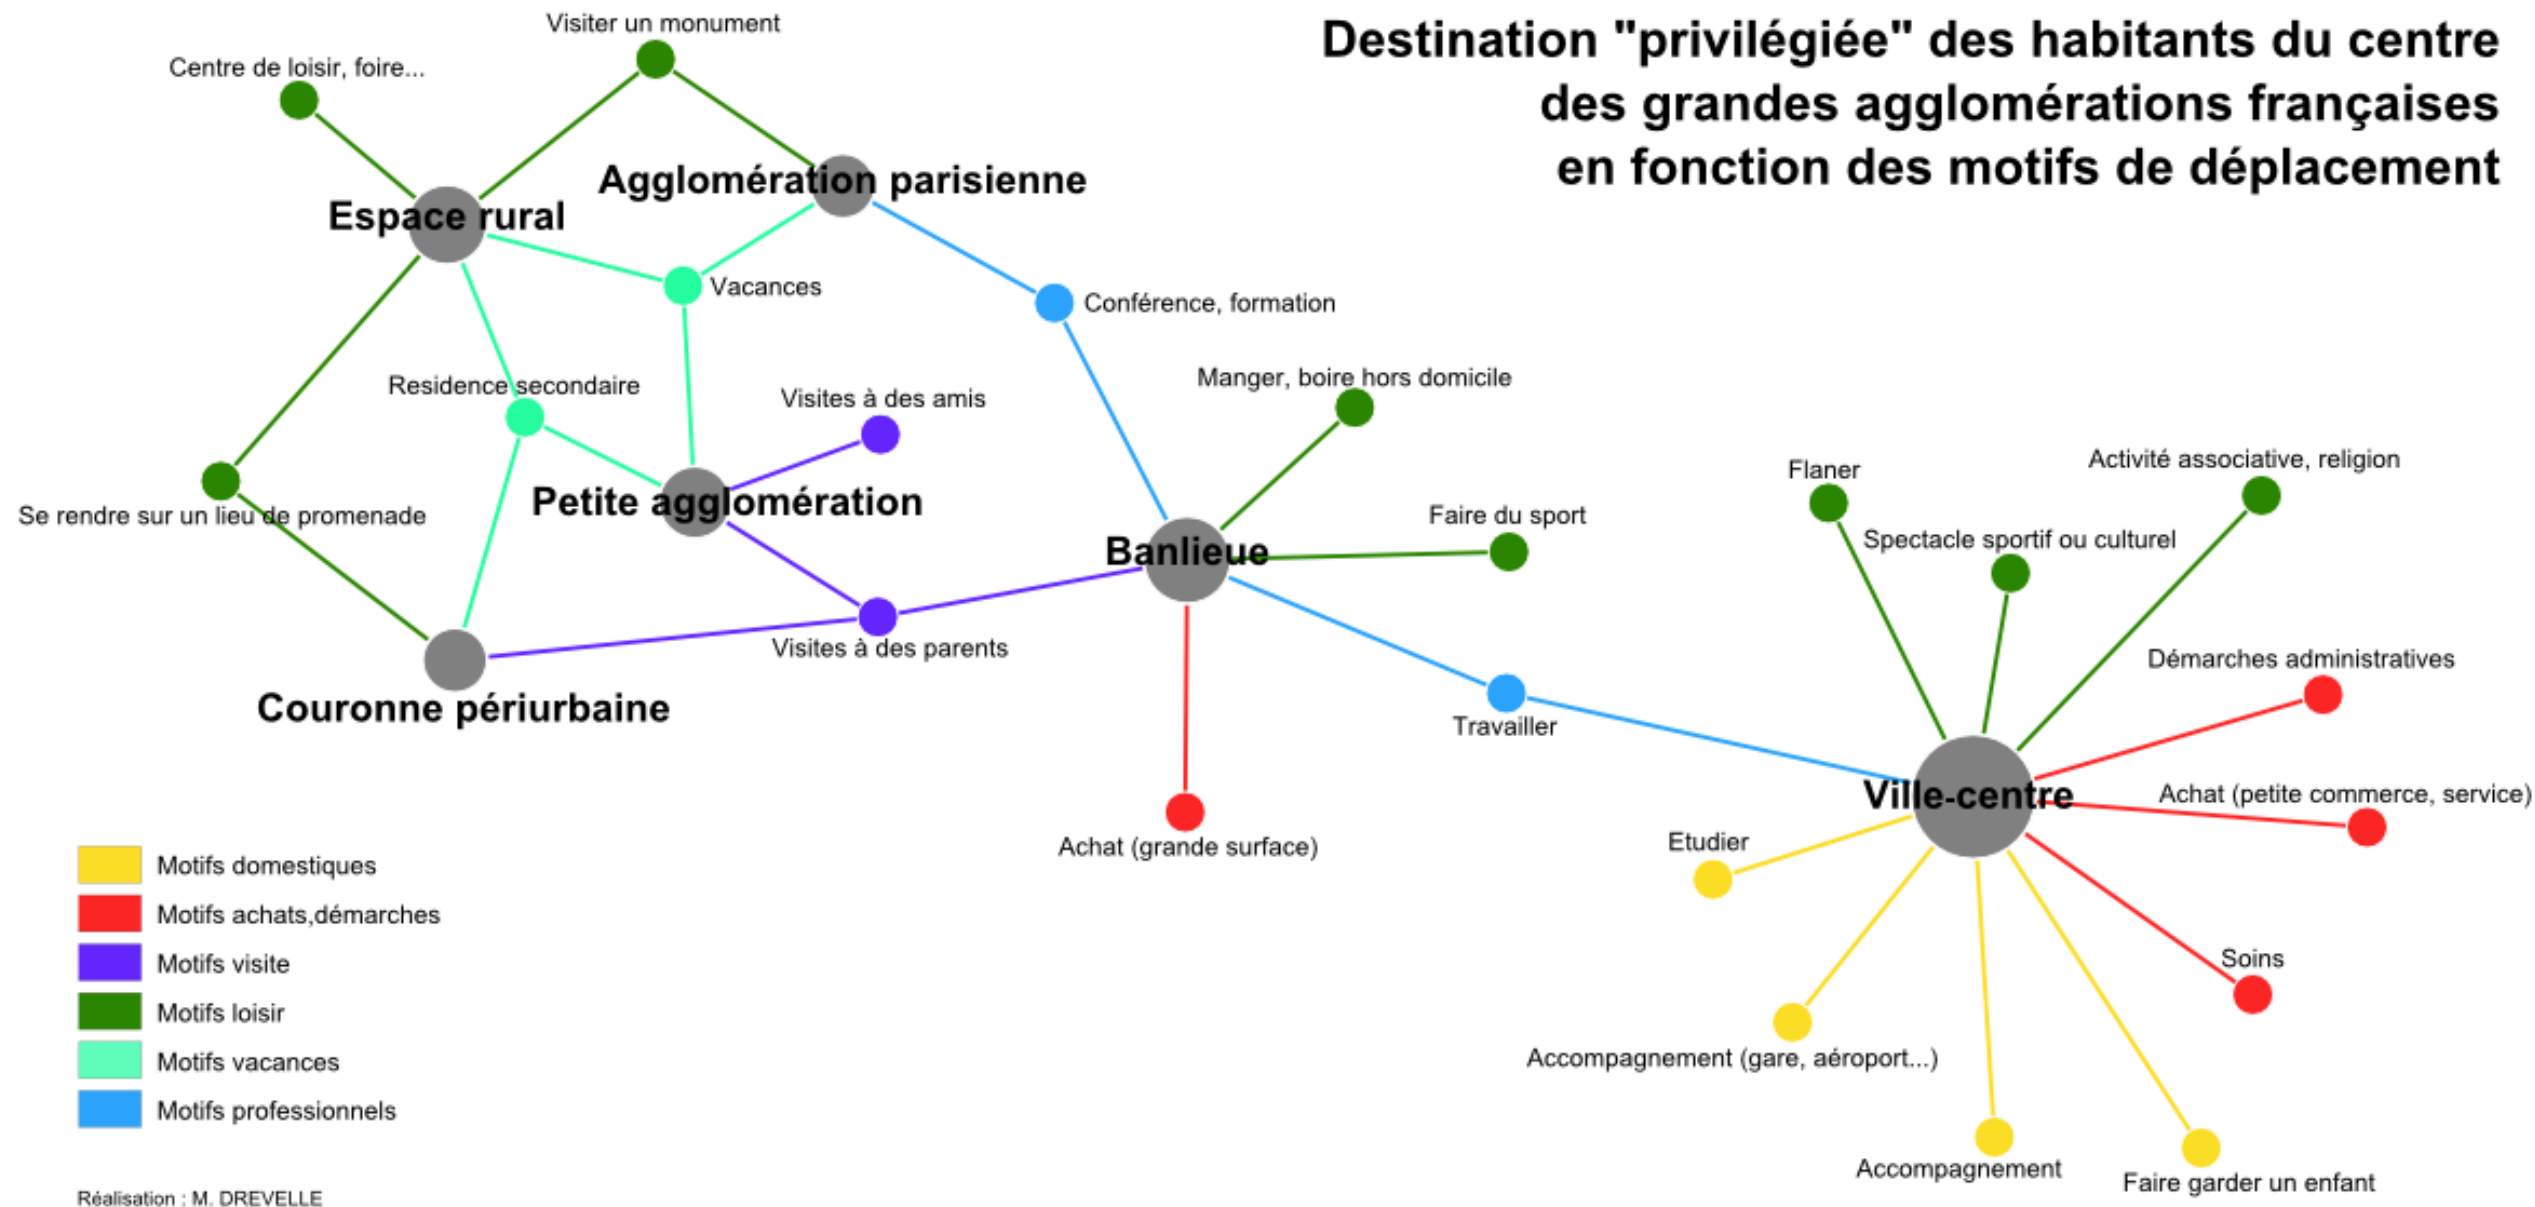 Destination "privilégiée" des habitants du centre
des grandes agglomérations françaises
en fonction des motifs de déplacement
Visiter un monument
Centre de loisir, foire...
Agglomération parisienne
Espace rural
Vacances
Conférence, formation
Residence secondaire
Visites à des amis
Manger, boire hors domicile
Flaner
Activité associative, religion
Petite agglomération
Se rendre sur un lieu de promenade
Faire du sport
Spectacle sportif ou culturel
Banlieue
Visites à des parents
Démarches administratives
Couronne périurbaine
Travailler
Ville-centre
Achat (petite commerce, service)
Achat (grande surface)
Etudier
Soins
Accompagnement (gare, aéroport...)
Accompagnement
Faire garder un enfant
Motifs domestiques
Motifs achats,démarches
Motifs visite
Motifs loisir
Motifs vacances
Motifs professionnels
Réalisation : M. DREVELLE